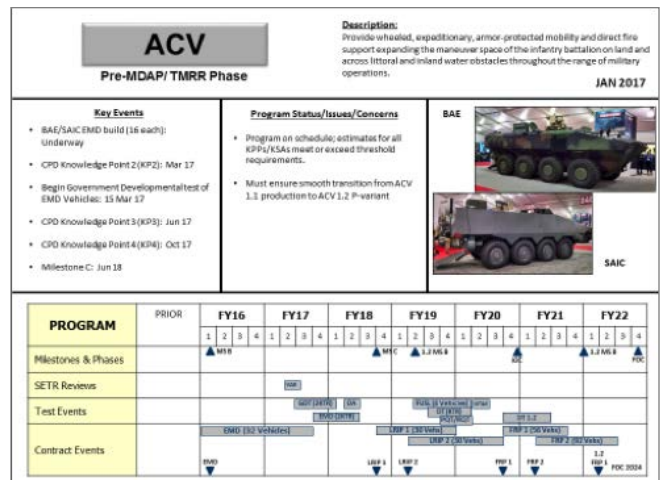 ACV
Pre-MDAP/ TMRR Phase
Description:
Provide wheeled, expeditionary, armor-protected mobility and direct fire
support expanding the maneuver space of the infantry battalion on land and
across littoral and inland water obstacles throughout the range of military
operations.
JAN 2017
Key Events
• BAE/SAIC EMD build (16 each):
Underway
• CPD Knowledge Point 2 (KP2): Mar 17
• Begin Government Developmental test of
EMD Vehicles: 15 Mar 17
• CPD Knowledge Point 3 (KP3): Jun 17
• CPD Knowledge Point 4 (KP4): Oct 17
• Milestone C: Jun 18
Program Status/Issues/Concerns
• Program on schedule; estimates for all
KPPs/KSAs meet or exceed threshold
requirements.
• Must ensure smooth transition from ACV
1.1 production to ACV 1.2 P-variant
BAE
SAIC
PROGRAM PRIOR FY16 FY17 FY18 FY19 FY20 FY21 FY22
1 2 3 4 1 2 3 4 1 2 3 4 1 2 3 4 1 2 3 4 1 2 3 4 1 2 3 4
Milestones & Phases MS B MS C 1.2 MS B IOC 1.2 MS B FOC
SETR Reviews
Test Events
OA
DT 1.2
Contract Events
EMD (32 Vehicles) LRIP 1 (30 Vehs) FRP 1 (56 Vehs)
LRIP 2 (30 Vehs) FRP 2 (92 Vehs)
1.2
EMD LRIP 1 LRIP 2 FRP 1 FRP 2 FRP 1 FOC 2024